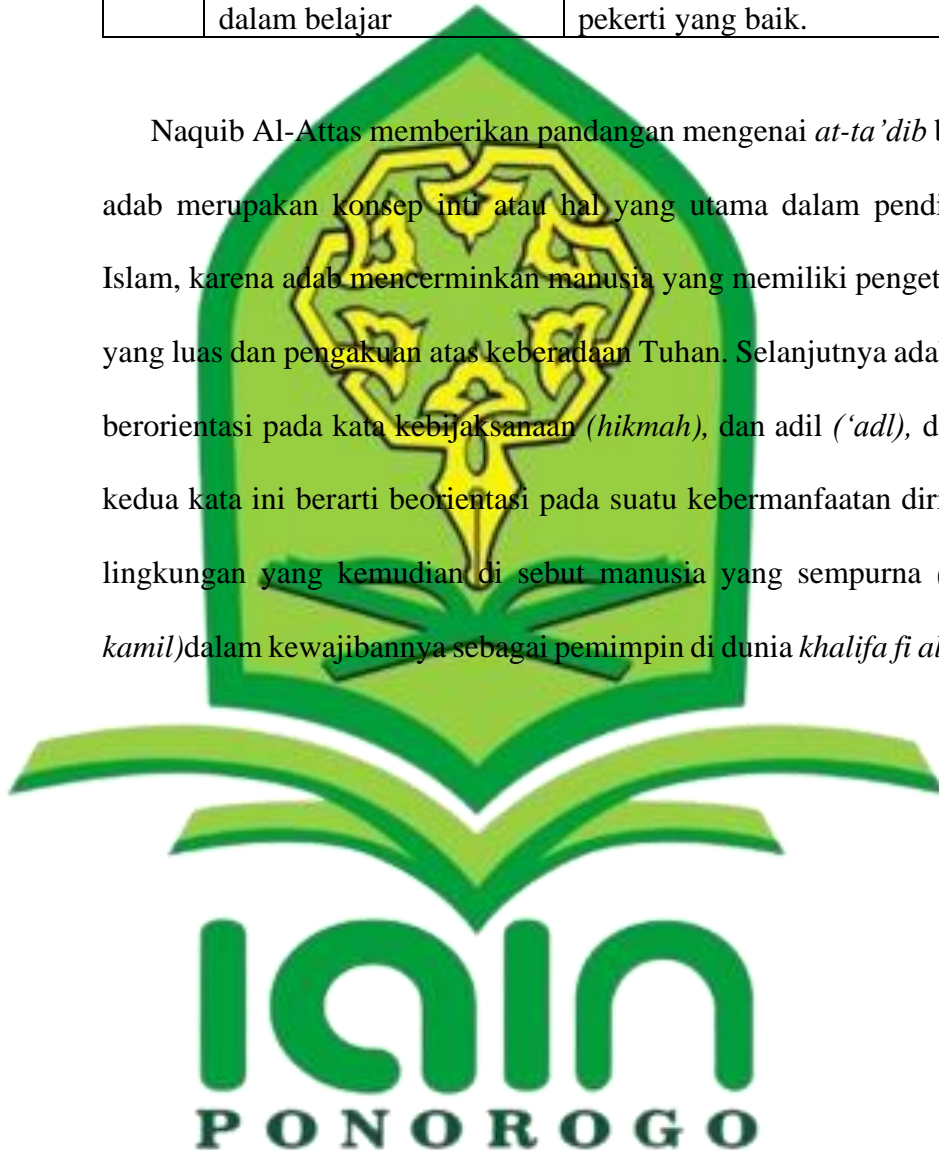 dalam belajar pekerti yang baik.
Naquib Al-Attas memberikan pandangan mengenai at-ta’dib b
adab merupakan konsep inti atau hal yang utama dalam pendi
Islam, karena adab mencerminkan manusia yang memiliki penget
yang luas dan pengakuan atas keberadaan Tuhan. Selanjutnya ada
berorientasi pada kata kebijaksanaan (hikmah), dan adil (‘adl), d
kedua kata ini berarti beorientasi pada suatu kebermanfaatan dir
lingkungan yang kemudian di sebut manusia yang sempurna (
kamil)dalam kewajibannya sebagai pemimpin di dunia khalifa fi al
iain
PONOROGO